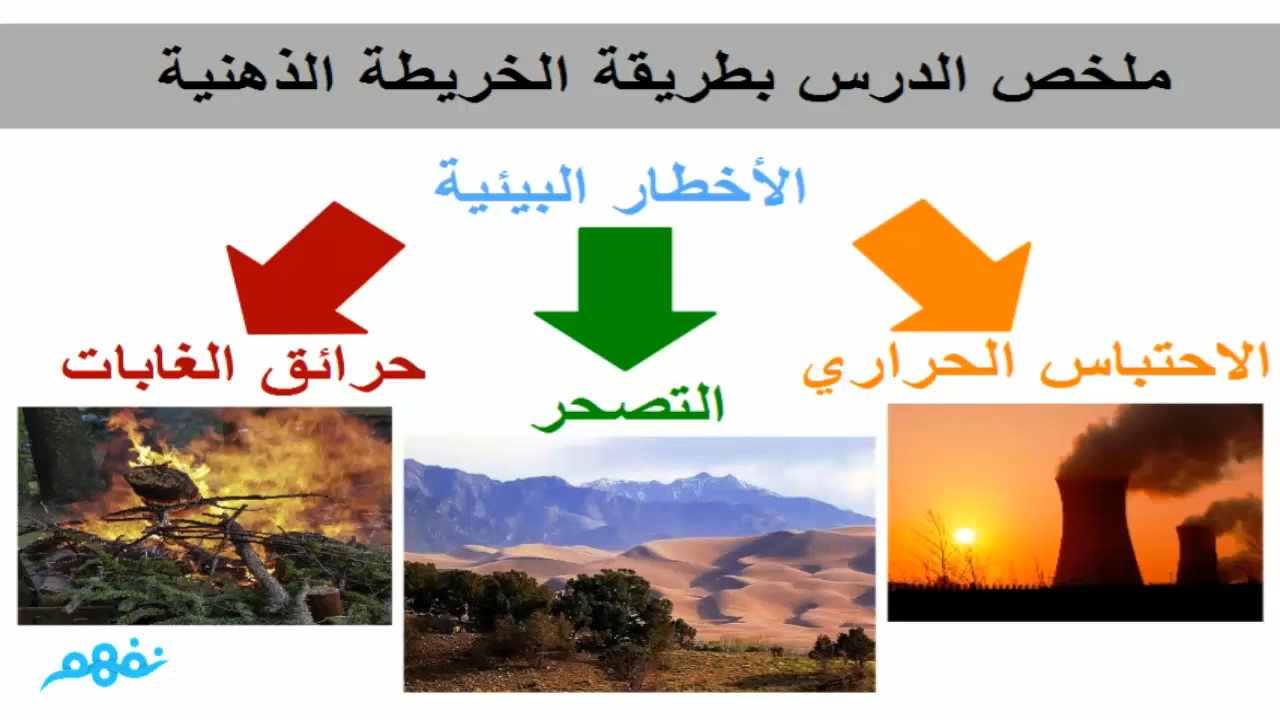 ملخص الدرس بطريقة الخريطة الذهنية
الأخطار البيئية
الاحتباس الحراري
التصحر
حرائق الغابات
نفهم